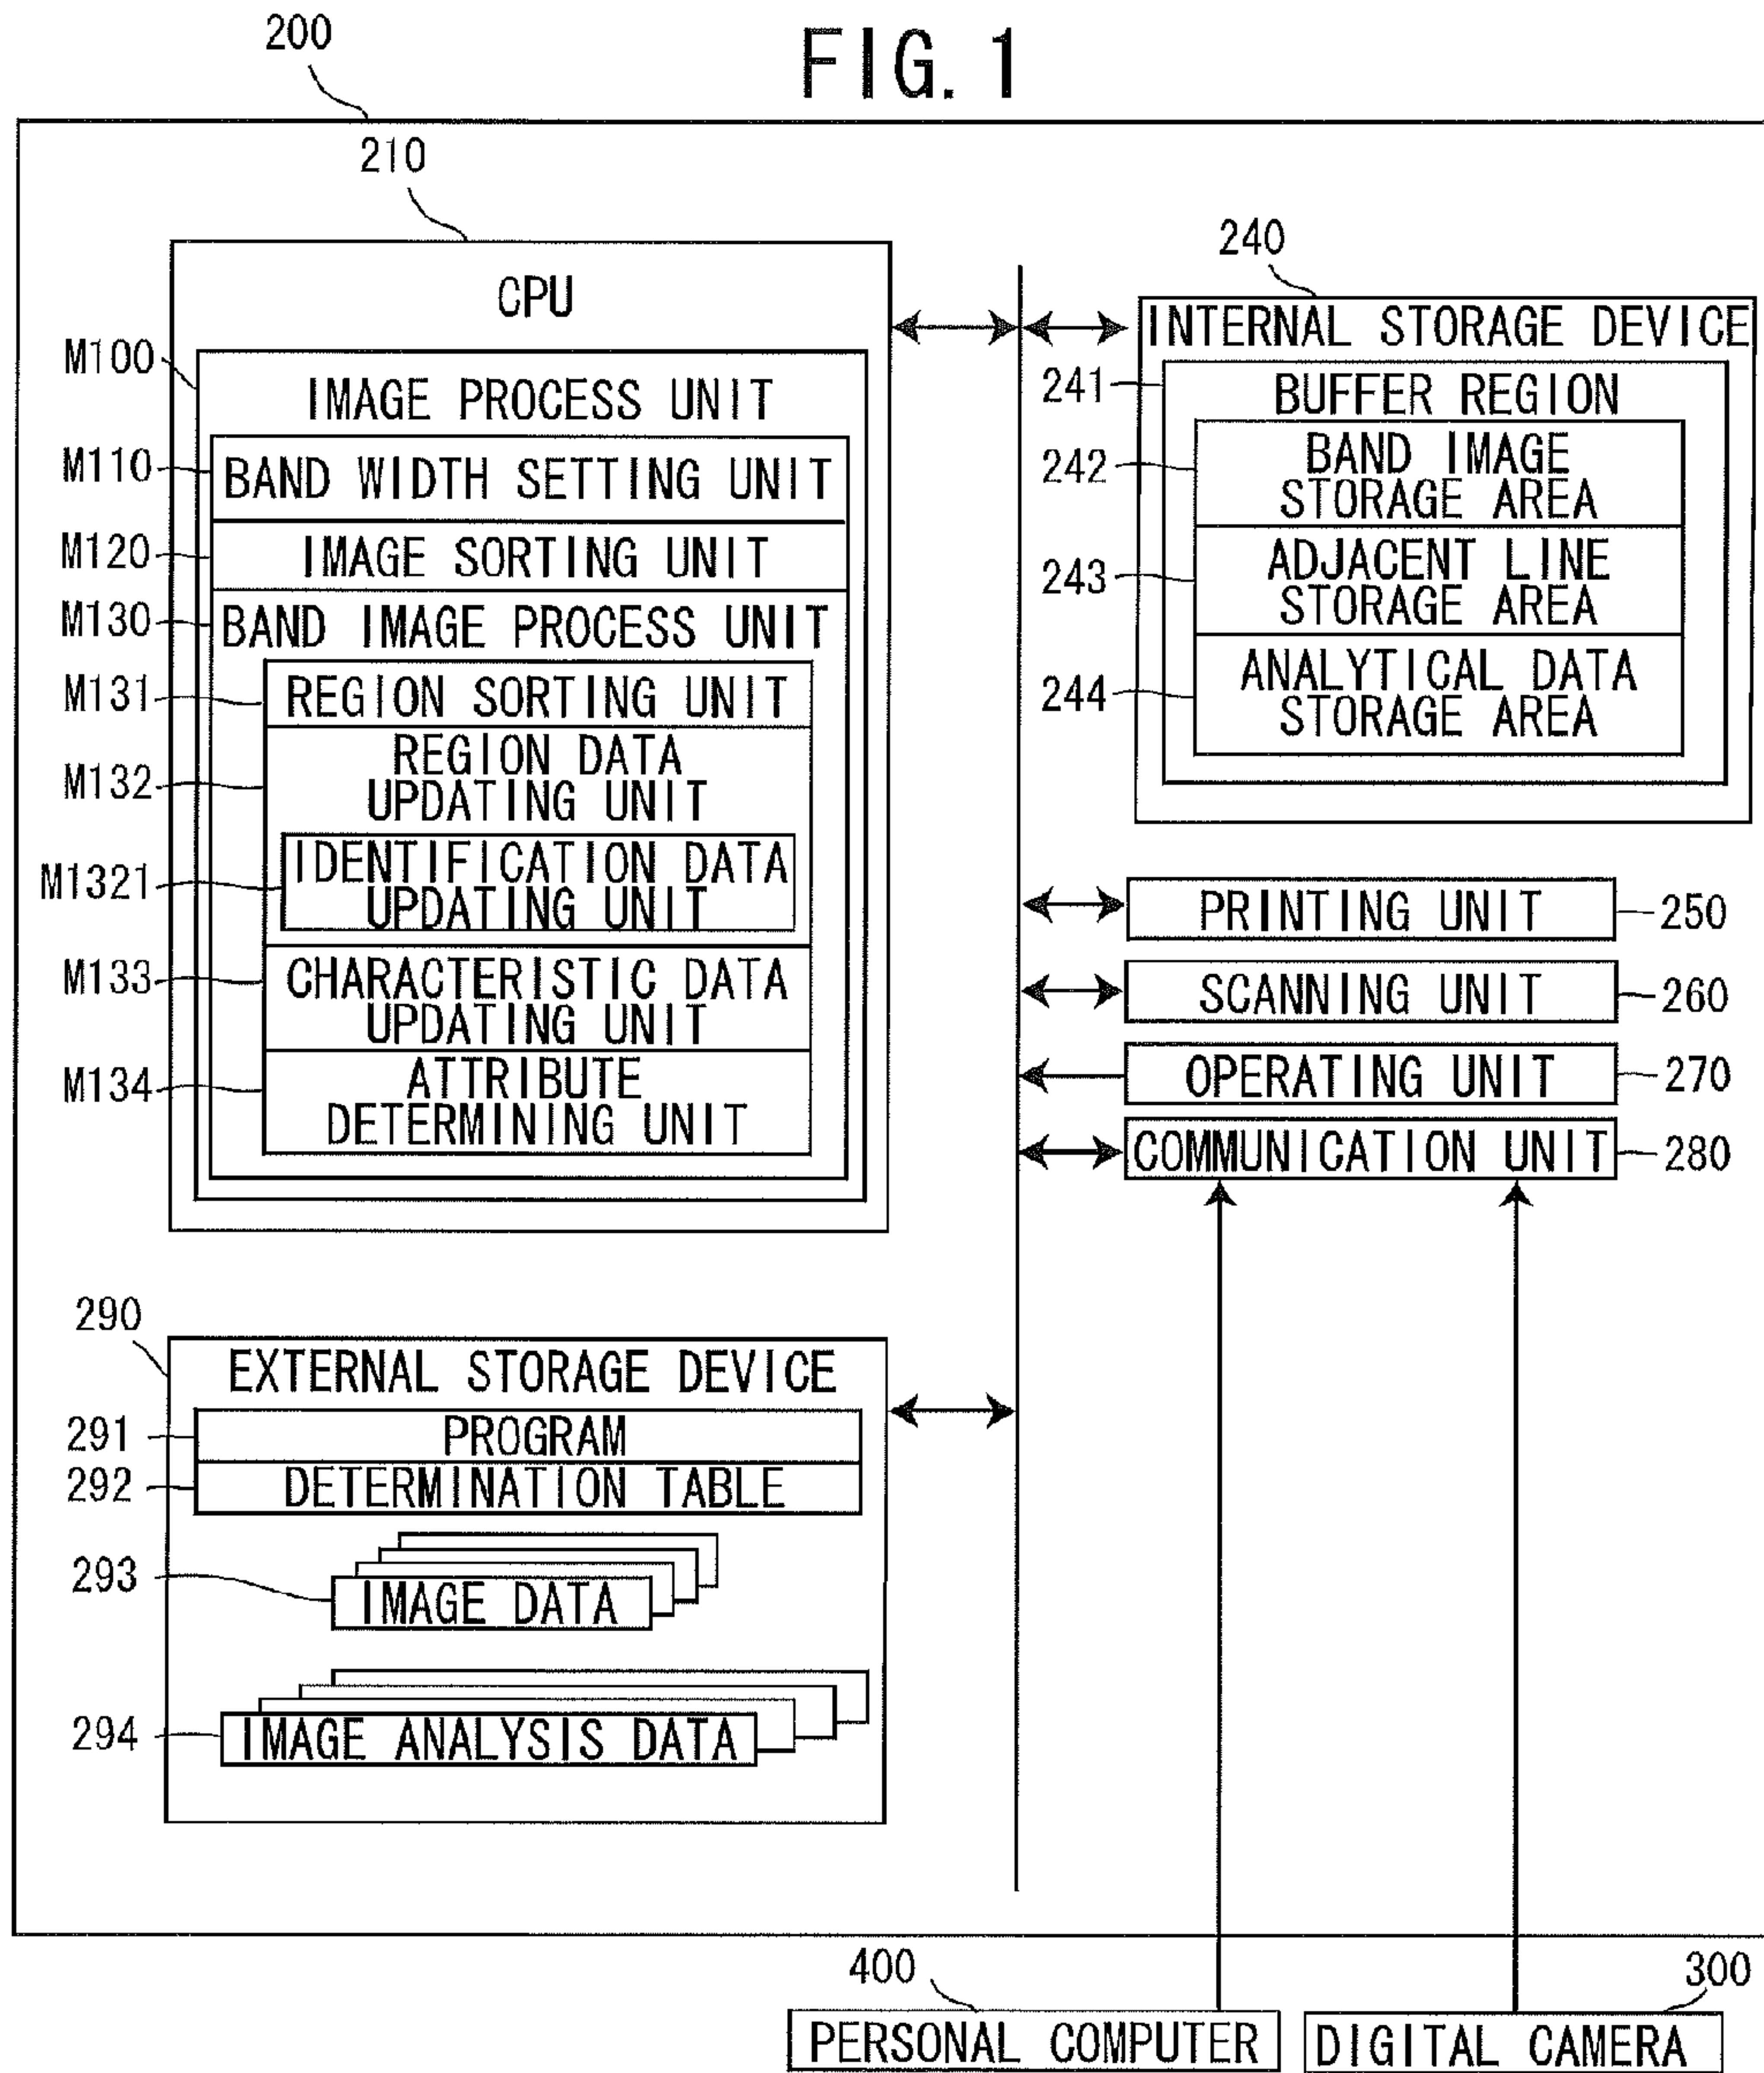 FIG. 1
200
210
CPU
M100
IMAGE PROCESS UNIT
M110
BAND WIDTH SETTING UNIT
M120
IMAGE SORTING UNIT
M130
BAND IMAGE PROCESS UNIT
M131
REGION SORTING UNIT
M132
REGION DATA
UPDATING UNIT
M1321
IDENTIFICATION DATA
UPDATING UNIT
M133
CHARACTERISTIC DATA
UPDATING UNIT
M134
ATTRIBUTE
DETERMINING UNIT
240
INTERNAL STORAGE DEVICE
241
BUFFER REGION
242
BAND IMAGE
STORAGE AREA
243
ADJACENT LINE
STORAGE AREA
244
ANALYTICAL DATA
STORAGE AREA
PRINTING UNIT
250
SCANNING UNIT
260
OPERATING UNIT
270
COMMUNICATION UNIT
280
290
EXTERNAL STORAGE DEVICE
291
PROGRAM
292
DETERMINATION TABLE
293
IMAGE DATA
294
IMAGE ANALYSIS DATA
400
PERSONAL COMPUTER
300
DIGITAL CAMERA